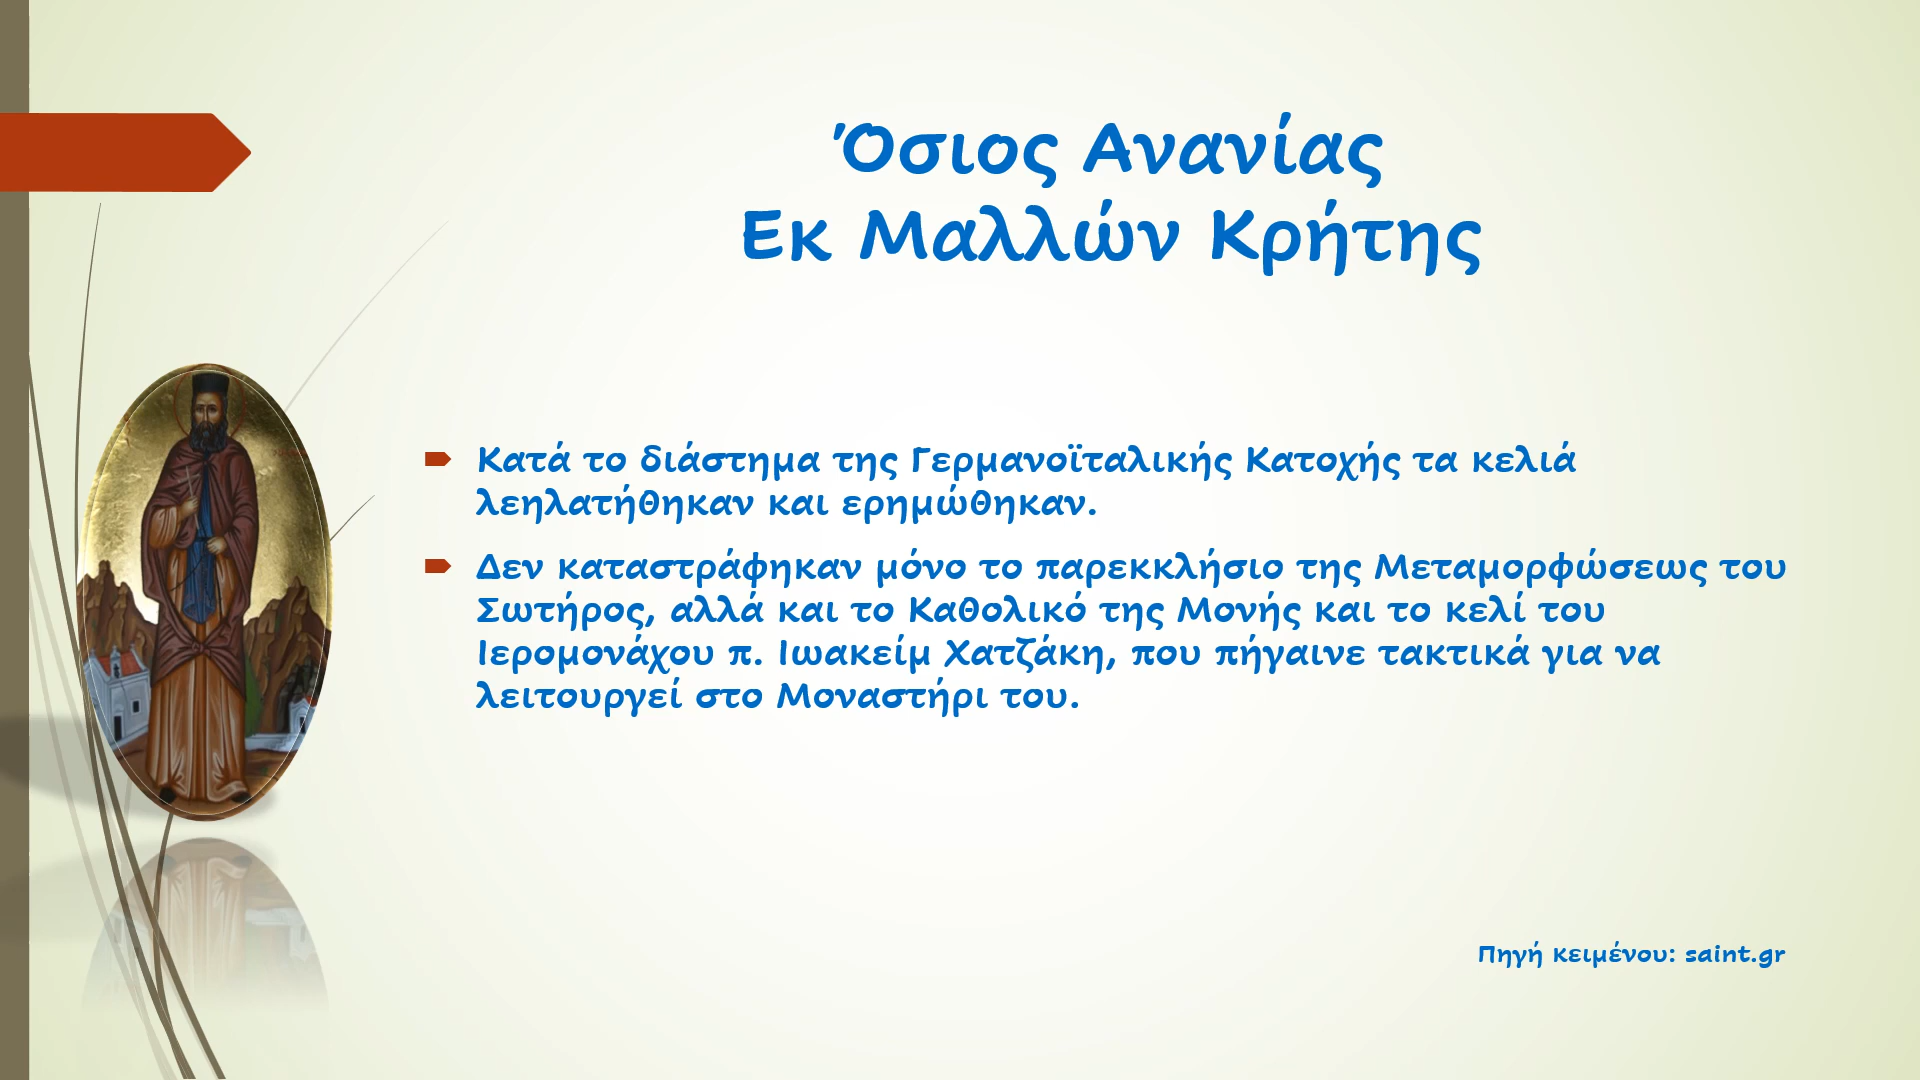 Όσιος Ανανίας
Εκ Μαλλών Κρήτης
Κατά το διάστημα της Γερμανοϊταλικής Κατοχής τα κελιά
λεηλατήθηκαν και ερημώθηκαν.
Δεν καταστράφηκαν μόνο το παρεκκλήσιο της Μεταμορφώσεως του
Σωτήρος, αλλά και το Καθολικό της Μονής και το κελί του
Ιερομονάχου π. Ιωακείμ Χατζάκη, που πήγαινε τακτικά για να
λειτουργεί στο Μοναστήρι του.
Πηγή κειμένου: saint.gr